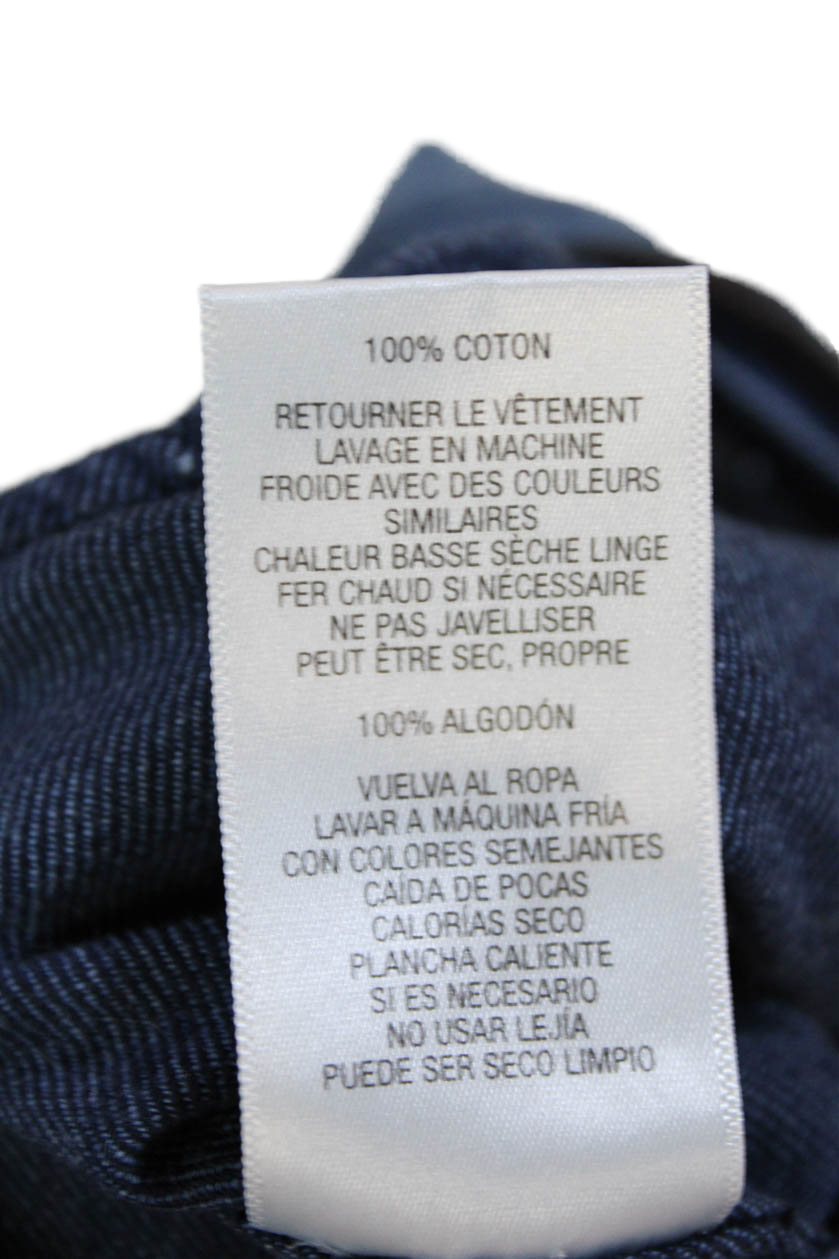 100% COTON
RETOURNER LE VÊTEMENT
LAVAGE EN MACHINE
FROIDE AVEC DES COULEURS
SIMILAIRES
CHALEUR BASSE SÈCHE LINGE
FER CHAUD SI NÉCESSAIRE
NE PAS JAVELLISER
PEUT ÊTRE SEC, PROPRE
100% ALGODÓN
VUELVA AL ROPA
LAVAR A MÁQUINA FRÍA
CON COLORES SEMEJANTES
CAÍDA DE POCAS
CALORÍAS SECO
PLANCHA CALIENTE
SI ES NECESARIO
NO USAR LEJÍA
PUEDE SER SECO LIMPIO